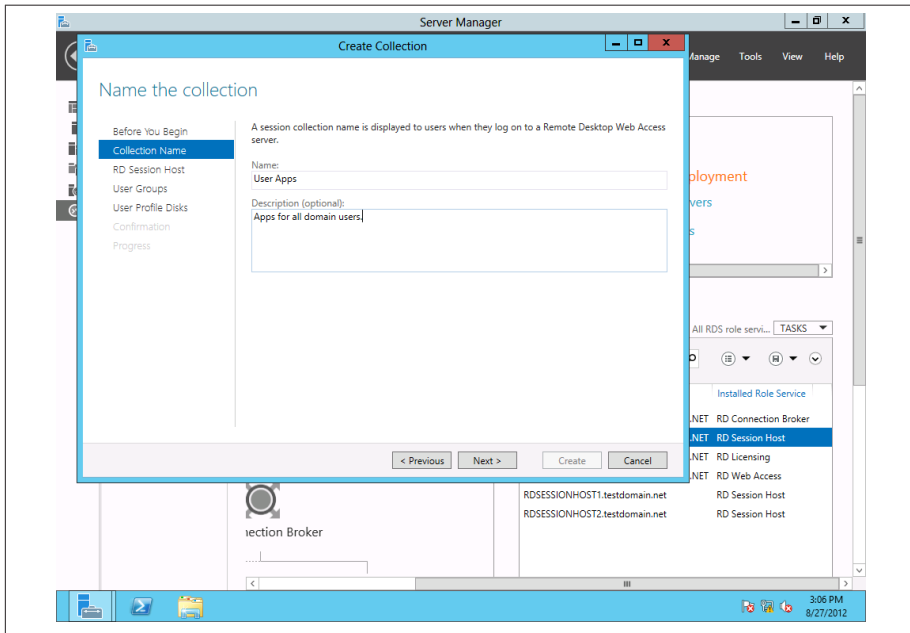 Server Manager
Create Collection
Manage Tools View Help
Name the collection
Before You Begin
Collection Name
RD Session Host
User Groups
User Profile Disks
Confirmation
Progress
A session collection name is displayed to users when they log on to a Remote Desktop Web Access
server.
Name:
User Apps
Description (optional):
Apps for all domain users.
< Previous
Next >
Create
Cancel
ployment
vers
s
All RDS role servi...
TASKS
Installed Role Service
.NET RD Connection Broker
.NET RD Session Host
.NET RD Licensing
.NET RD Web Access
RDSESSIONHOST1.testdomain.net RD Session Host
RDSESSIONHOST2.testdomain.net RD Session Host
nection Broker
3:06 PM
8/27/2012